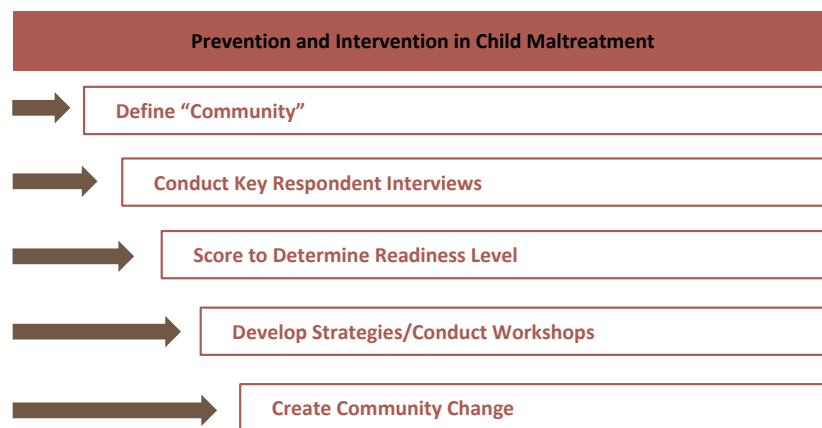 Prevention and Intervention in Child Maltreatment
Define “Community”
Conduct Key Respondent Interviews
Score to Determine Readiness Level
Develop Strategies/Conduct Workshops
Create Community Change